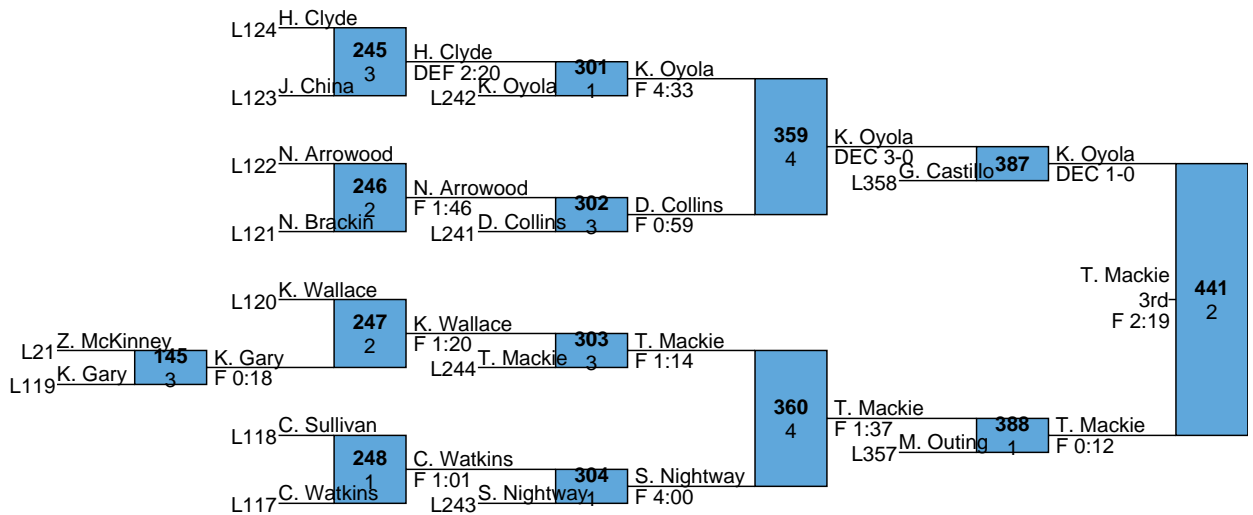 H. Clyde
L124
245
3
J. China
L123
H. Clyde
DEF 2:20
K. Oyola
L242
301
1
K. Oyola
F 4:33
N. Arrowood
L122
246
2
N. Brackin
L121
N. Arrowood
F 1:46
D. Collins
L241
302
3
D. Collins
F 0:59
359
4
K. Oyola
DEC 3-0
G. Castillo
L358
387
K. Oyola
DEC 1-0
K. Wallace
L120
Z. McKinney
L21
145
3
K. Gary
L119
K. Gary
F 0:18
247
2
K. Wallace
F 1:20
T. Mackie
L244
303
3
T. Mackie
F 1:14
C. Sullivan
L118
248
1
C. Watkins
L117
C. Watkins
F 1:01
S. Nightway
L243
304
1
S. Nightway
F 4:00
360
4
T. Mackie
F 1:37
M. Outing
L357
388
1
T. Mackie
F 0:12
441
2
T. Mackie
3rd
F 2:19